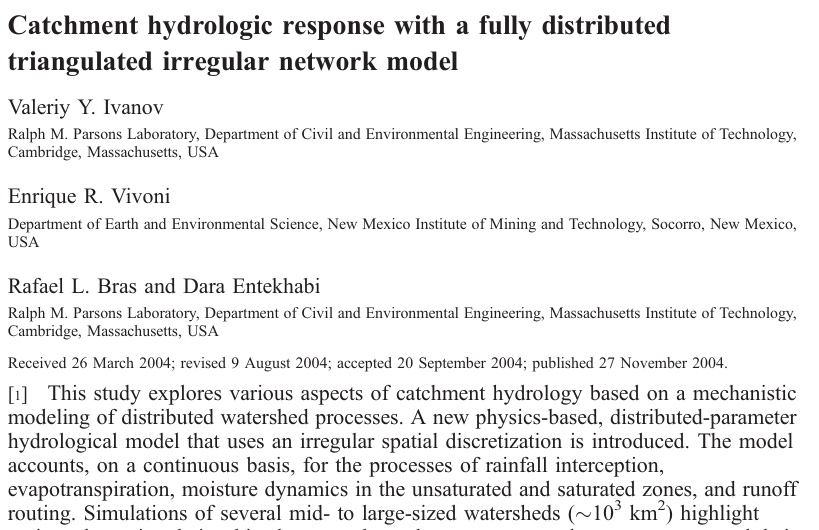 Catchment hydrologic response with a fully distributed
triangulated irregular network model
Valeriy Y. Ivanov
Ralph M. Parsons Laboratory, Department of Civil and Environmental Engineering, Massachusetts Institute of Technology,
Cambridge, Massachusetts, USA
Enrique R. Vivoni
Department of Earth and Environmental Science, New Mexico Institute of Mining and Technology, Socorro, New Mexico,
USA
Rafael L. Bras and Dara Entekhabi
Ralph M. Parsons Laboratory, Department of Civil and Environmental Engineering, Massachusetts Institute of Technology,
Cambridge, Massachusetts, USA
Received 26 March 2004; revised 9 August 2004; accepted 20 September 2004; published 27 November 2004.
[1] This study explores various aspects of catchment hydrology based on a mechanistic
modeling of distributed watershed processes. A new physics-based, distributed-parameter
hydrological model that uses an irregular spatial discretization is introduced. The model
accounts, on a continuous basis, for the processes of rainfall interception,
evapotranspiration, moisture dynamics in the unsaturated and saturated zones, and runoff
routing. Simulations of several mid- to large-sized watersheds (∼10³ km²) highlight